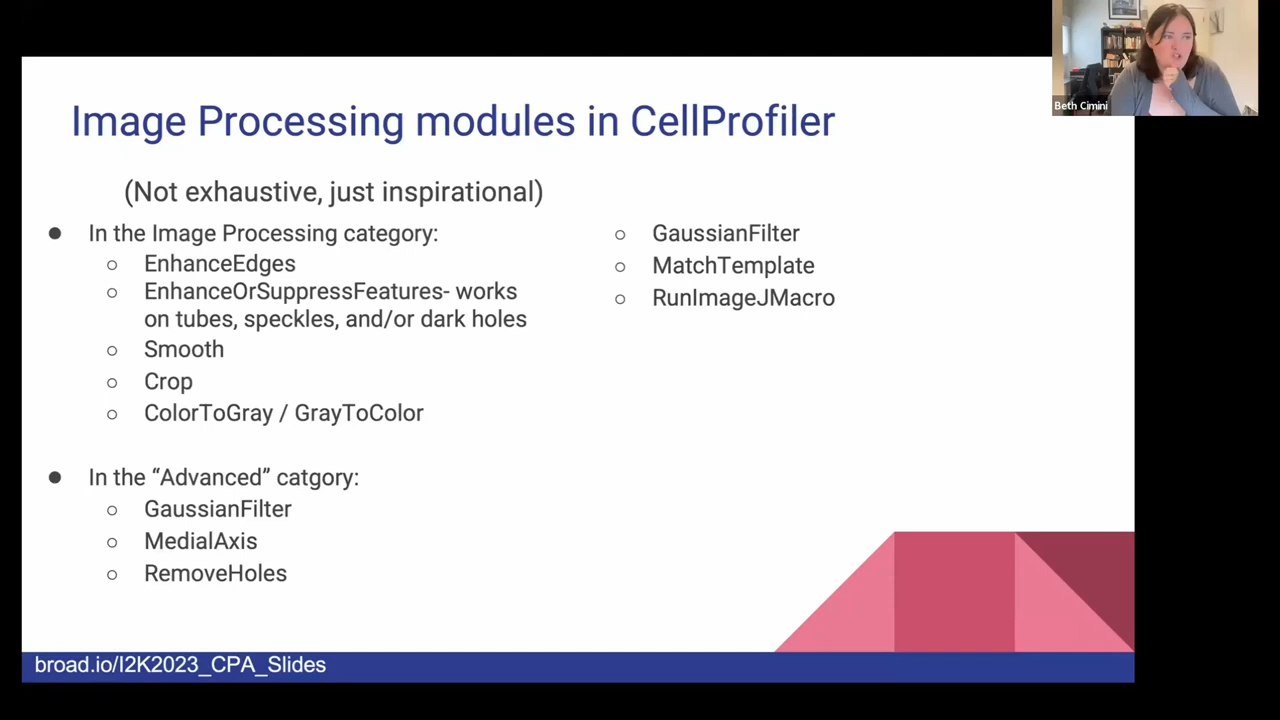 Image Processing modules in CellProfiler
(Not exhaustive, just inspirational)
● In the Image Processing category:
○ EnhanceEdges
○ EnhanceOrSuppressFeatures- works
on tubes, speckles, and/or dark holes
○ Smooth
○ Crop
○ ColorToGray / GrayToColor
● In the “Advanced” catgory:
○ GaussianFilter
○ MedialAxis
○ RemoveHoles
○ GaussianFilter
○ MatchTemplate
○ RunImageJMacro
broad.io/I2K2023_CPA_Slides
Beth Cimini